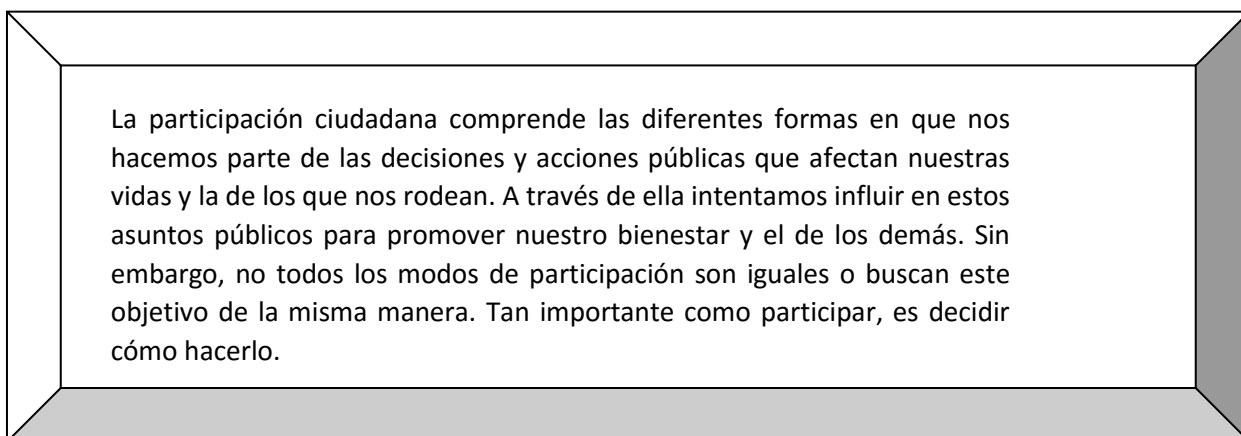 La participación ciudadana comprende las diferentes formas en que nos
hacemos parte de las decisiones y acciones públicas que afectan nuestras
vidas y la de los que nos rodean. A través de ella intentamos influir en estos
asuntos públicos para promover nuestro bienestar y el de los demás. Sin
embargo, no todos los modos de participación son iguales o buscan este
objetivo de la misma manera. Tan importante como participar, es decidir
cómo hacerlo.